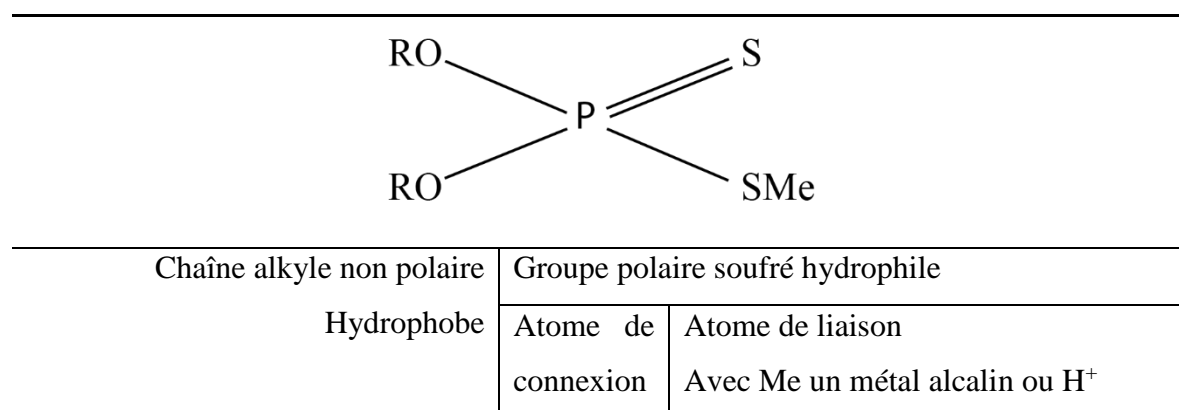 RO S
P
RO SMe
Chaîne alkyle non polaire Groupe polaire soufré hydrophile
Hydrophobe Atome de Atome de liaison
connexion Avec Me un métal alcalin ou H⁺